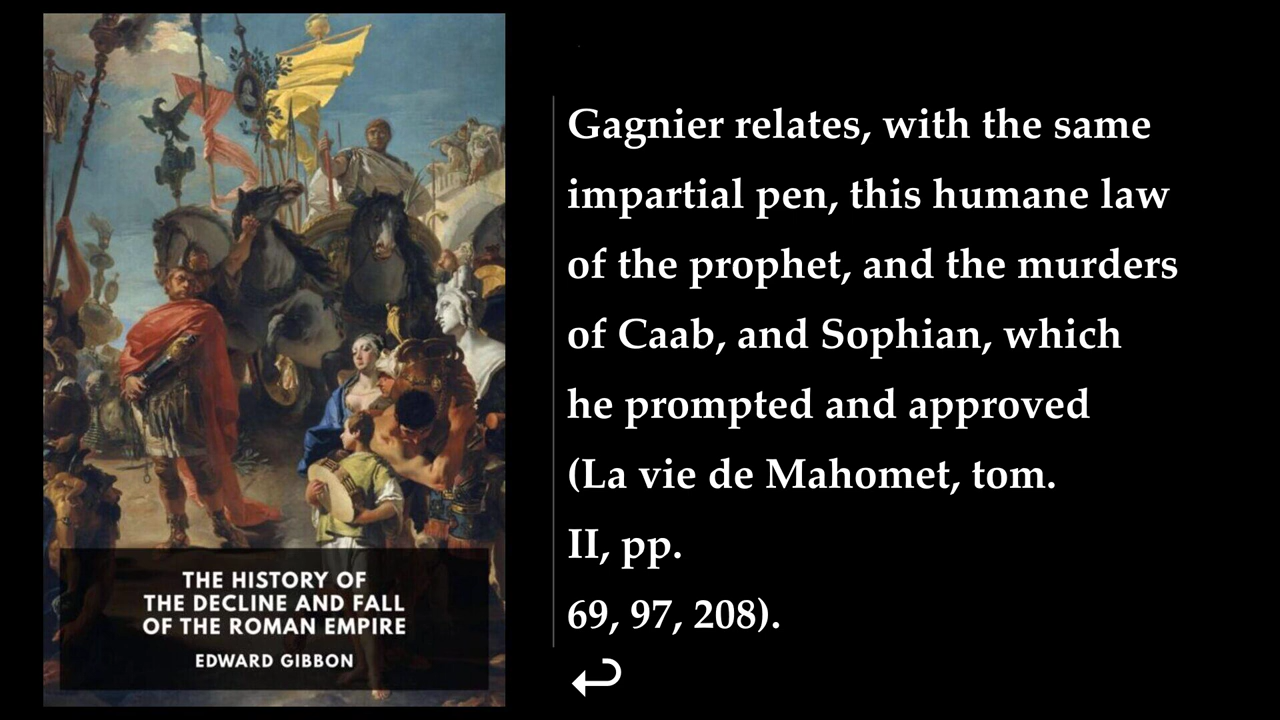 THE HISTORY OF
THE DECLINE AND FALL
OF THE ROMAN EMPIRE
EDWARD GIBBON
Gagnier relates, with the same
impartial pen, this humane law
of the prophet, and the murders
of Caab, and Sophian, which
he prompted and approved
(La vie de Mahomet, tom.
II, pp.
69, 97, 208).
↩